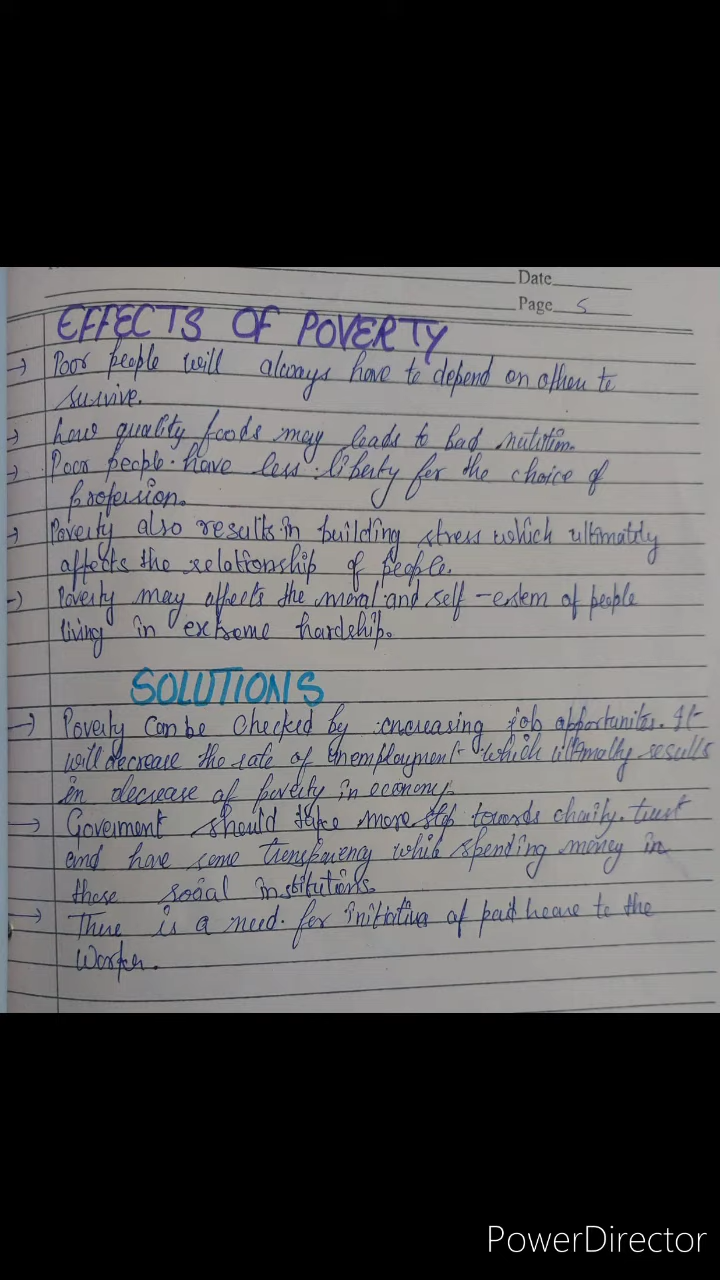 Date
Page 5
EFFECTS OF POVERTY
→ Poor people will always have to depend on others to
survive.
→ Low quality foods may leads to bad nutrition.
→ Poor people have less liberty for the choice of
profession.
→ Poverty also results in building stress which ultimately
affects the relationship of people.
→ Poverty may affects the moral and self-estem of people
living in extreme hardship.
SOLUTIONS
→ Poverty can be checked by increasing job opportunites. It
will decrease the rate of unemployment which ultimatly results
in decrease of poverty in economy.
→ Goverment should take more step towards charity, trust
and have some transparency while spending money in
these social institutions.
→ There is a need for initiative of paid leave to the
Worker.
PowerDirector